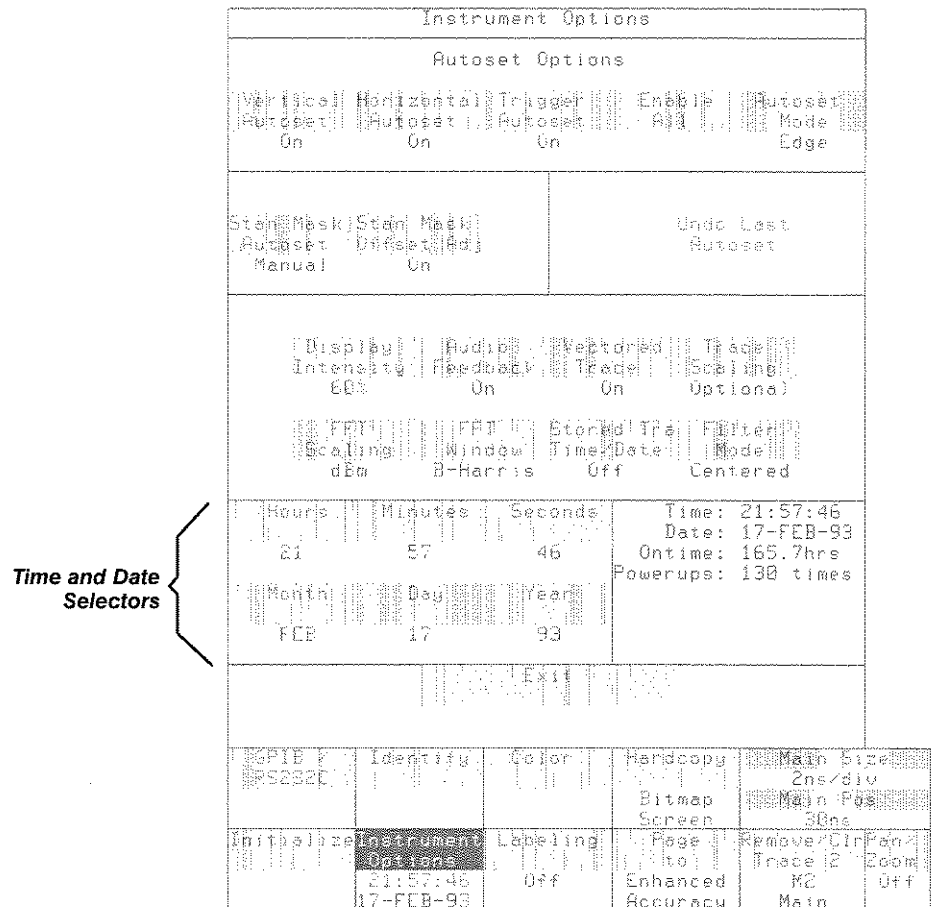 Instrument Options
Autoset Options
Vertical Autoset On
Horizontal Autoset On
Trigger Autoset On
Enable All
Autoset Mode Edge
Stan Mask Autoset Manual
Stan Mask Offset Adj On
Undo Last Autoset
Display Intensity 60%
Audio Feedback On
Vectored Trace On
Trace Scaling Optional
FFT Scaling dBm
FFT Window B-Harris
Stored Tra Time/Date Off
Filter Mode Centered
Time and Date Selectors
Hours 21
Minutes 57
Seconds 46
Time: 21:57:46
Date: 17-FEB-93
Ontime: 165.7hrs
Powerups: 130 times
Month FEB
Day 17
Year 93
Exit
GPIB / RS232C
Identify
Color
Hardcopy Bitmap Screen
Main Size 2ns/div
Main Pos 30ns
Initialize
Instrument Options 21:57:46 17-FEB-93
Labeling Off
Page to Enhanced Accuracy
Remove/Clr Trace 2 M2 Main
Pan/ Zoom Off